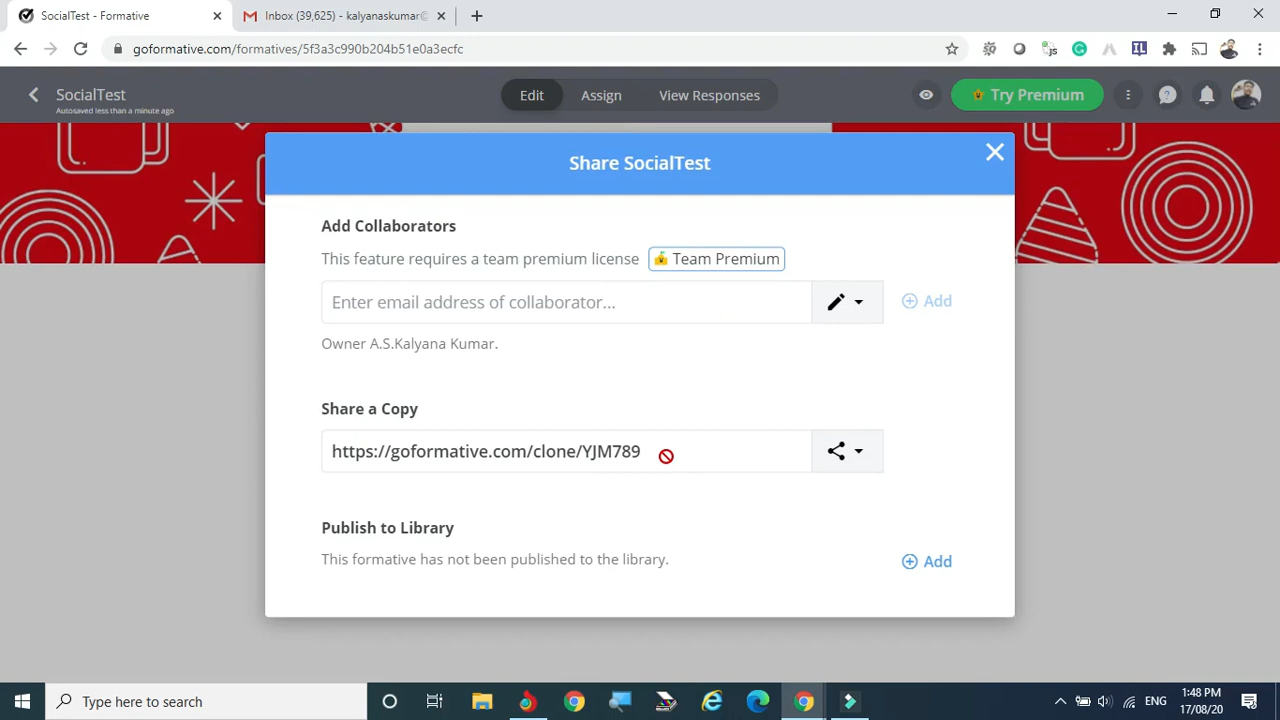 SocialTest - Formative
Inbox (39,625) - kalyanaskumar@
goformative.com/formatives/5f3a3c990b204b51e0a3ecfc
SocialTest
Autosaved less than a minute ago
Edit
Assign
View Responses
Try Premium
Share SocialTest
Add Collaborators
This feature requires a team premium license
Team Premium
Enter email address of collaborator...
Add
Owner A.S.Kalyana Kumar.
Share a Copy
https://goformative.com/clone/YJM789
Publish to Library
This formative has not been published to the library.
Add
Type here to search
ENG
1:48 PM
17/08/20